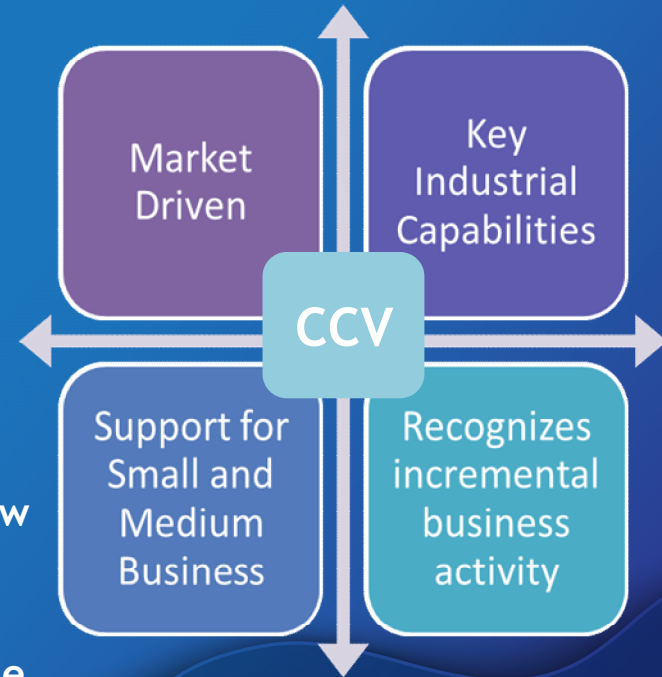 Market
Driven
Key
Industrial
Capabilities
CCV
Support for
Small and
Medium
Business
Recognizes
incremental
business
activity
w
e